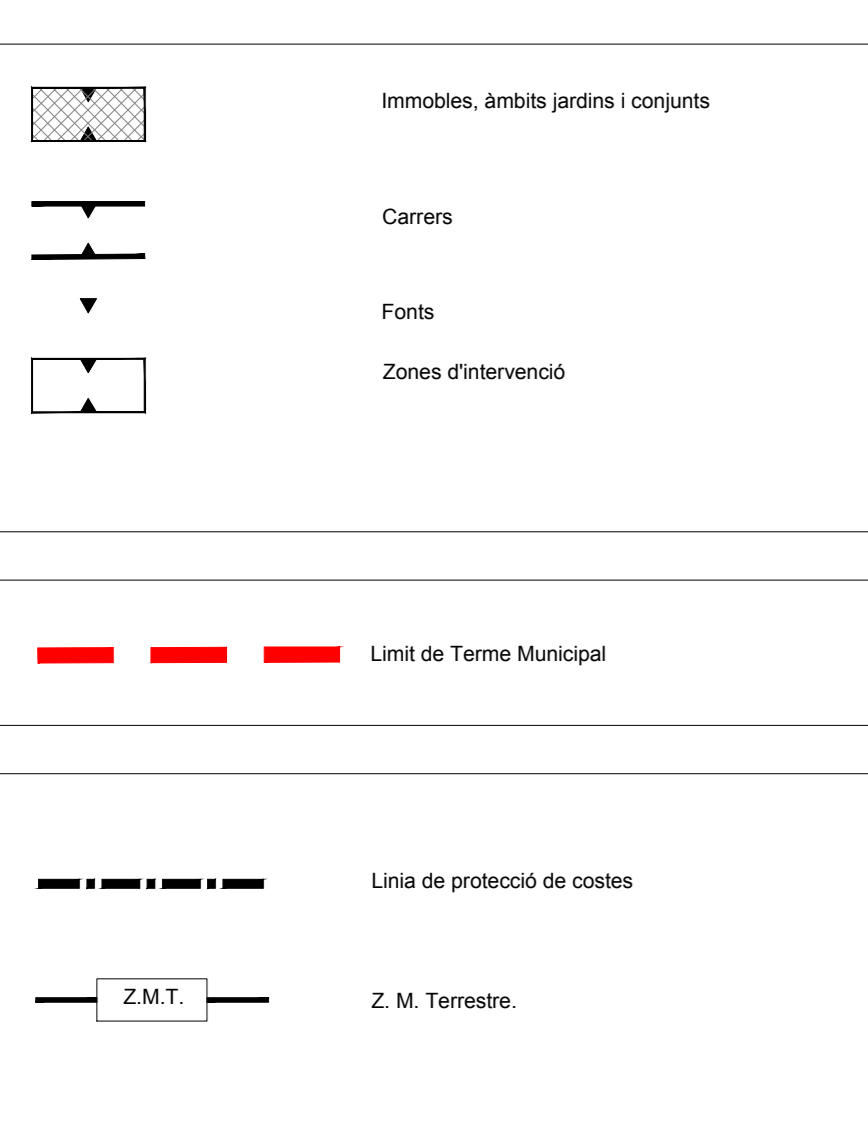 Immobles, àmbits jardins i conjunts
Carrers
Fonts
Zones d'intervenció
Limit de Terme Municipal
Linia de protecció de costes
Z.M.T.
Z. M. Terrestre.